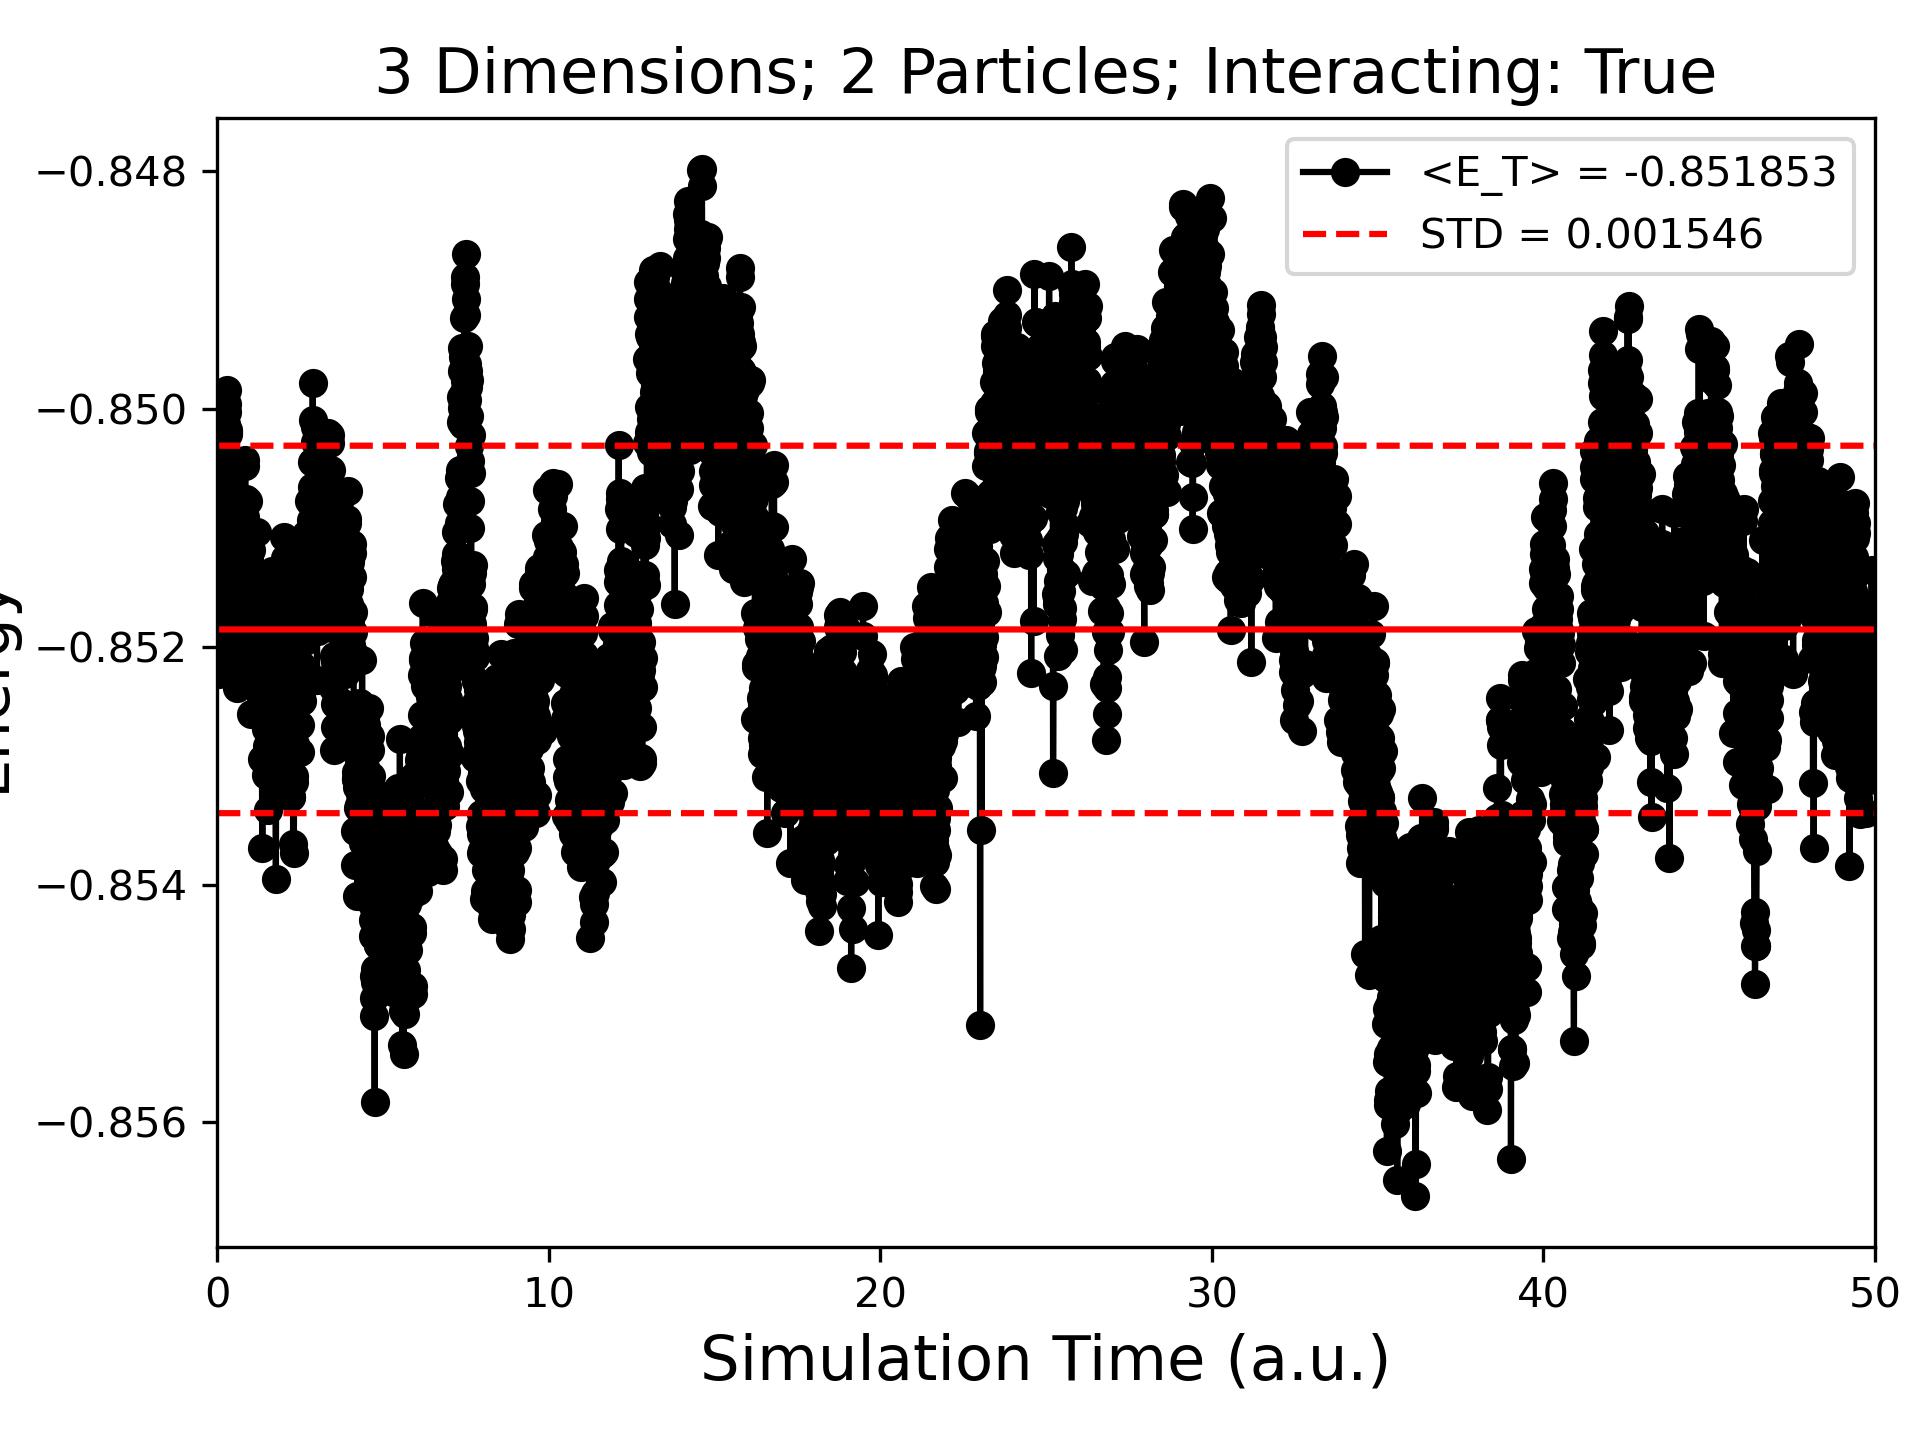 3 Dimensions; 2 Particles; Interacting: True
<E_T> = -0.851853
STD = 0.001546
−0.848
−0.850
−0.852
−0.854
−0.856
Energy
0 10 20 30 40 50
Simulation Time (a.u.)